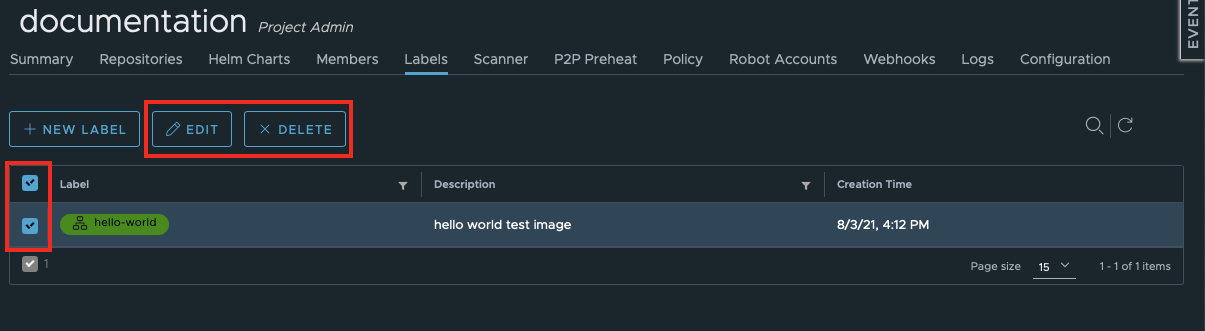 documentation Project Admin
EVENT
Summary Repositories Helm Charts Members Labels Scanner P2P Preheat Policy Robot Accounts Webhooks Logs Configuration
+ NEW LABEL EDIT × DELETE
Label Description Creation Time
hello-world hello world test image 8/3/21, 4:12 PM
1 Page size 15 1 - 1 of 1 items